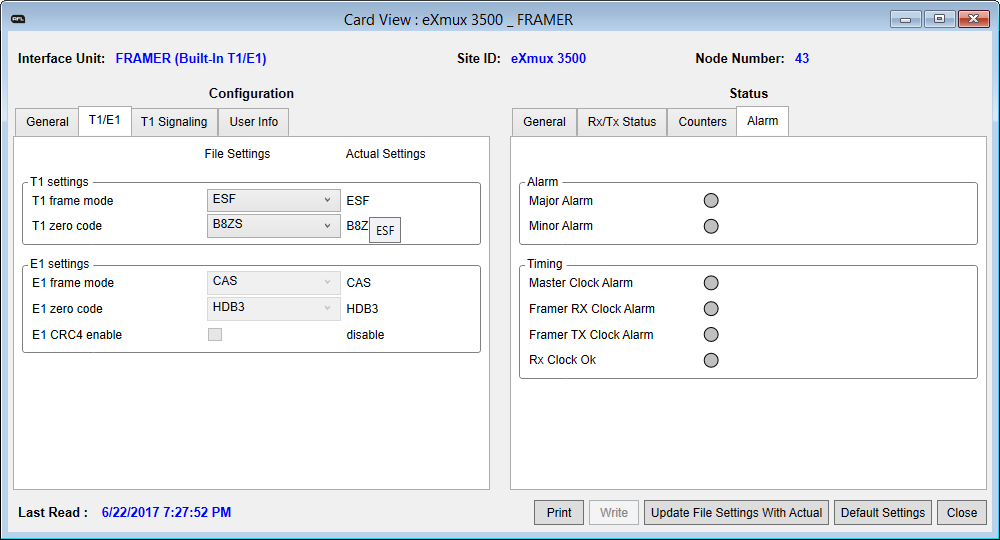 RFL
Card View : eXmux 3500 _ FRAMER
Interface Unit: FRAMER (Built-In T1/E1) Site ID: eXmux 3500 Node Number: 43
Configuration Status
General T1/E1 T1 Signaling User Info General Rx/Tx Status Counters Alarm
File Settings Actual Settings
T1 settings
T1 frame mode ESF ESF
T1 zero code B8ZS B8Z ESF
E1 settings
E1 frame mode CAS CAS
E1 zero code HDB3 HDB3
E1 CRC4 enable disable
Alarm
Major Alarm
Minor Alarm
Timing
Master Clock Alarm
Framer RX Clock Alarm
Framer TX Clock Alarm
Rx Clock Ok
Last Read : 6/22/2017 7:27:52 PM Print Write Update File Settings With Actual Default Settings Close